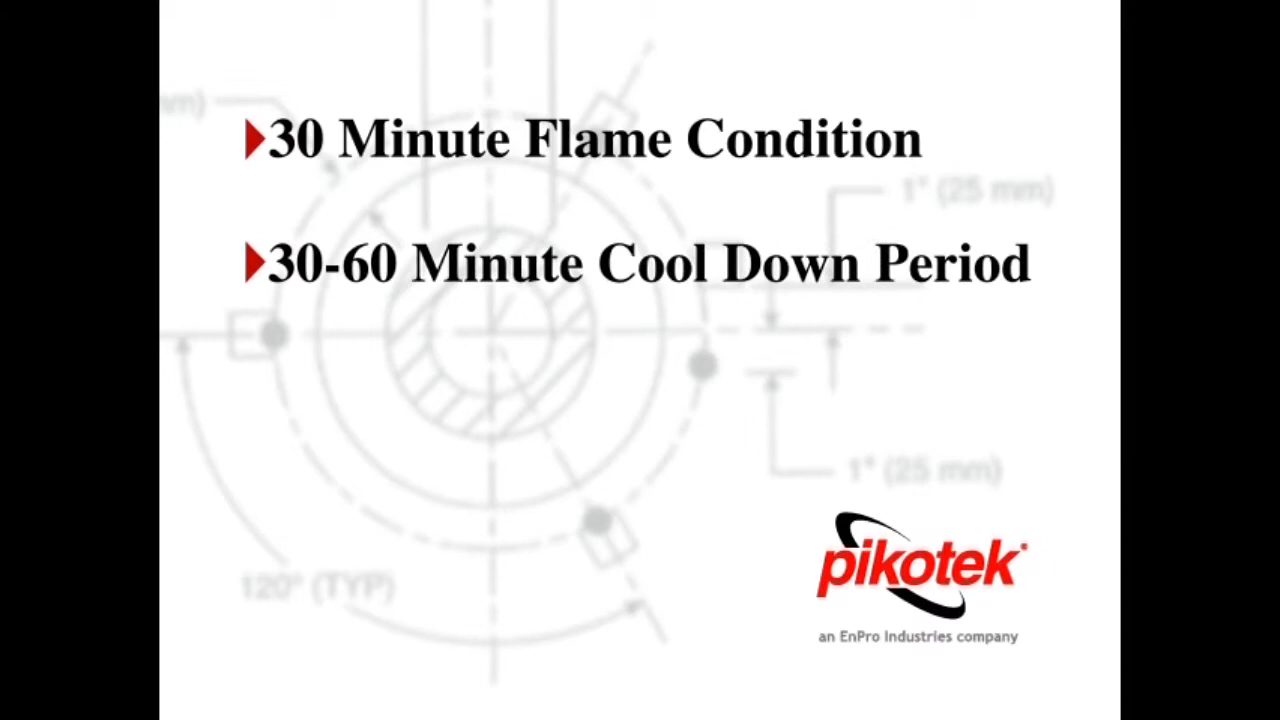 30 Minute Flame Condition
1" (25 mm)
30-60 Minute Cool Down Period
1" (25 mm)
120° (TYP)
pikotek
an EnPro Industries company